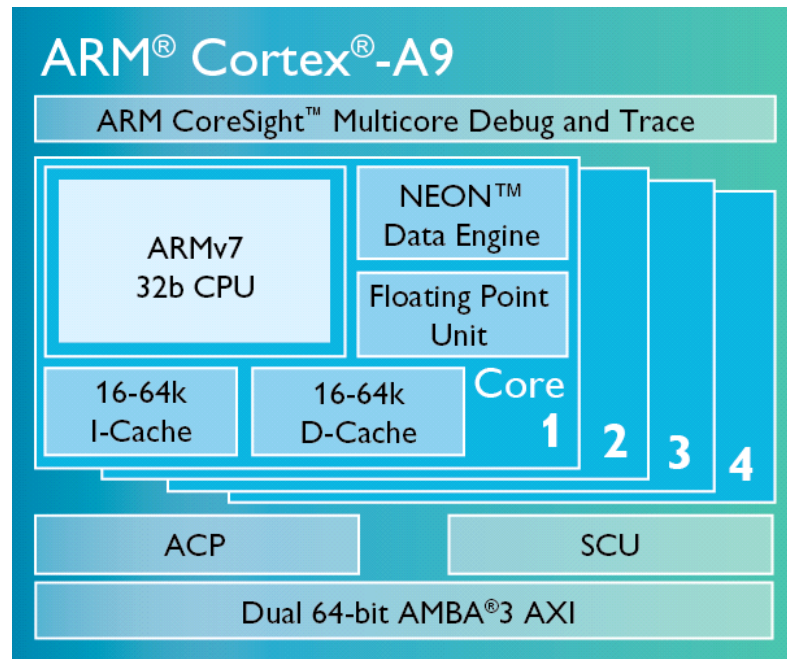 ARM® Cortex®-A9
ARM CoreSight™ Multicore Debug and Trace
ARMv7
32b CPU
NEON™
Data Engine
Floating Point
Unit
16-64k
I-Cache
16-64k
D-Cache
Core
1
2
3
4
ACP
SCU
Dual 64-bit AMBA®3 AXI